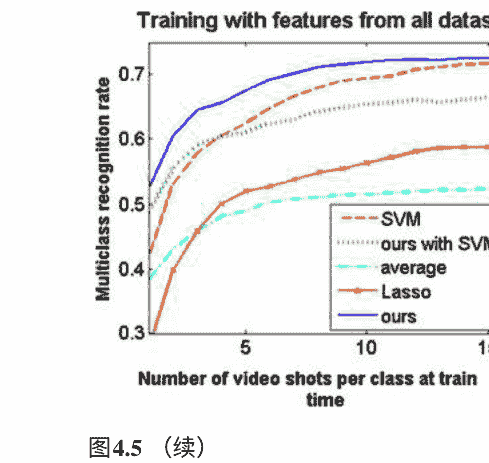 Training with features from all datas
Multiclass recognition rate
0.7
0.6
0.5
0.4
0.3
5
10
15
SVM
ours with SVM
average
Lasso
ours
Number of video shots per class at train
time
图4.5 （续）